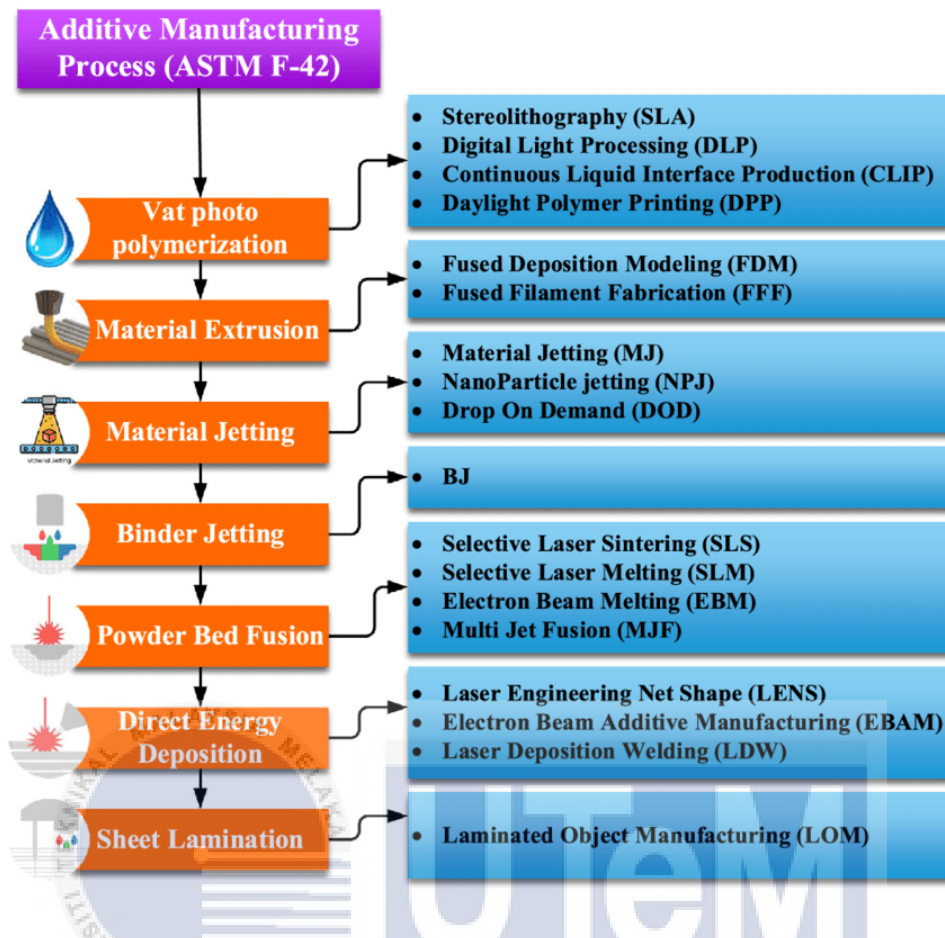 Additive Manufacturing
Process (ASTM F-42)
Vat photo
polymerization
• Stereolithography (SLA)
• Digital Light Processing (DLP)
• Continuous Liquid Interface Production (CLIP)
• Daylight Polymer Printing (DPP)
Material Extrusion
• Fused Deposition Modeling (FDM)
• Fused Filament Fabrication (FFF)
Material Jetting
Material Jetting
• Material Jetting (MJ)
• NanoParticle jetting (NPJ)
• Drop On Demand (DOD)
Binder Jetting
• BJ
Powder Bed Fusion
• Selective Laser Sintering (SLS)
• Selective Laser Melting (SLM)
• Electron Beam Melting (EBM)
• Multi Jet Fusion (MJF)
Direct Energy
Deposition
• Laser Engineering Net Shape (LENS)
• Electron Beam Additive Manufacturing (EBAM)
• Laser Deposition Welding (LDW)
Sheet Lamination
• Laminated Object Manufacturing (LOM)
MELAKA
UTeM